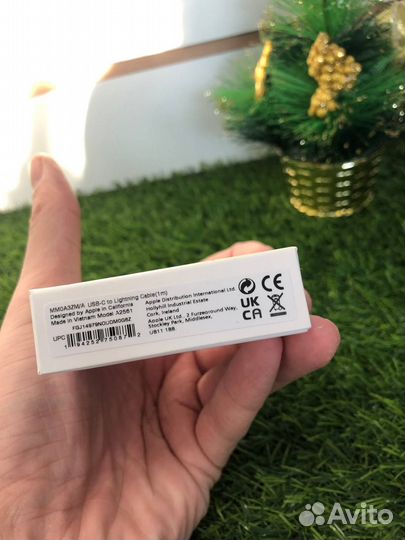 MM0A3ZM/A USB-C to Lightning Cable(1m)
Designed by Apple in California
Made in Vietnam Model A2561
UPC
Apple Distribution International Ltd.
Hollyhill Industrial Estate
Cork, Ireland
Apple UK Ltd. 2 Furzeground Way,
Stockley Park, Middlesex,
UB11 1BB
CE
UK
CA
Avito